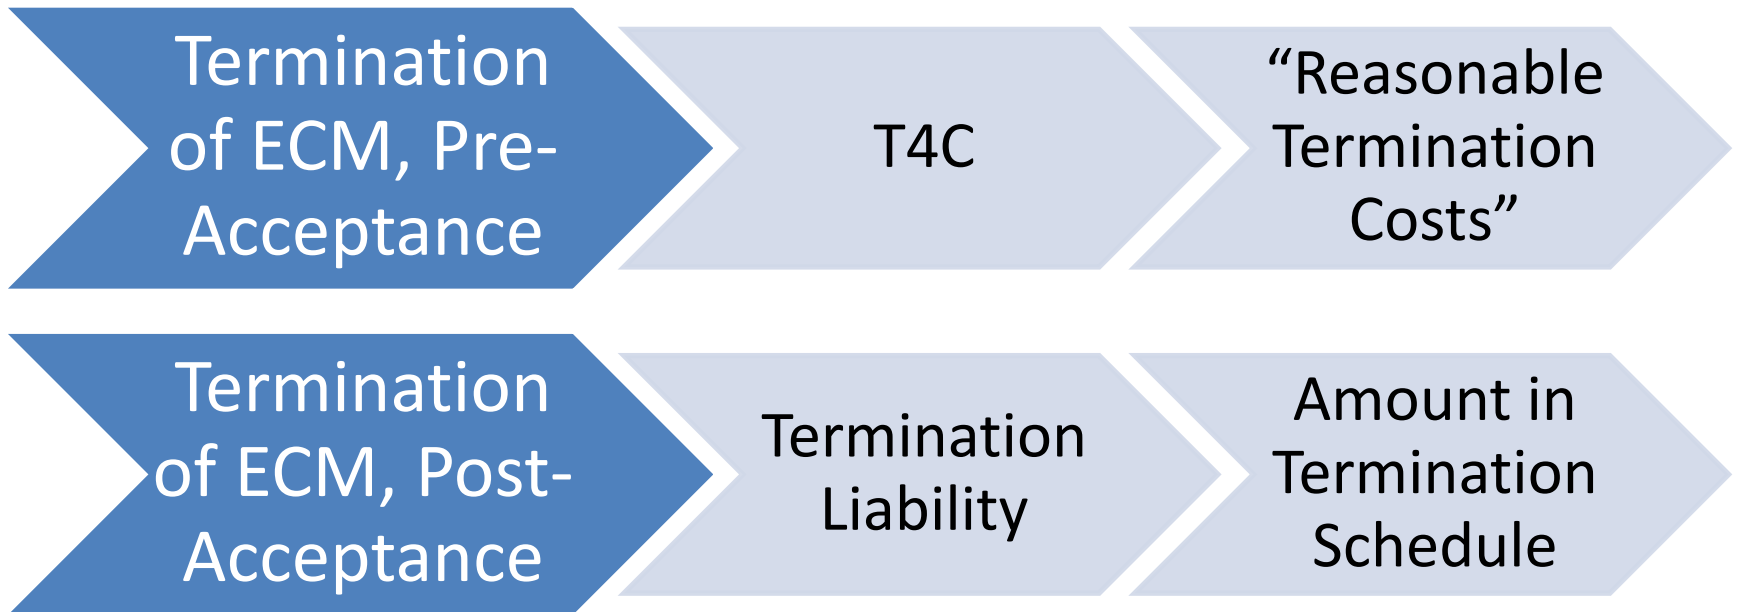 Termination
of ECM, Pre-
Acceptance
T4C
“Reasonable
Termination
Costs”
Termination
of ECM, Post-
Acceptance
Termination
Liability
Amount in
Termination
Schedule